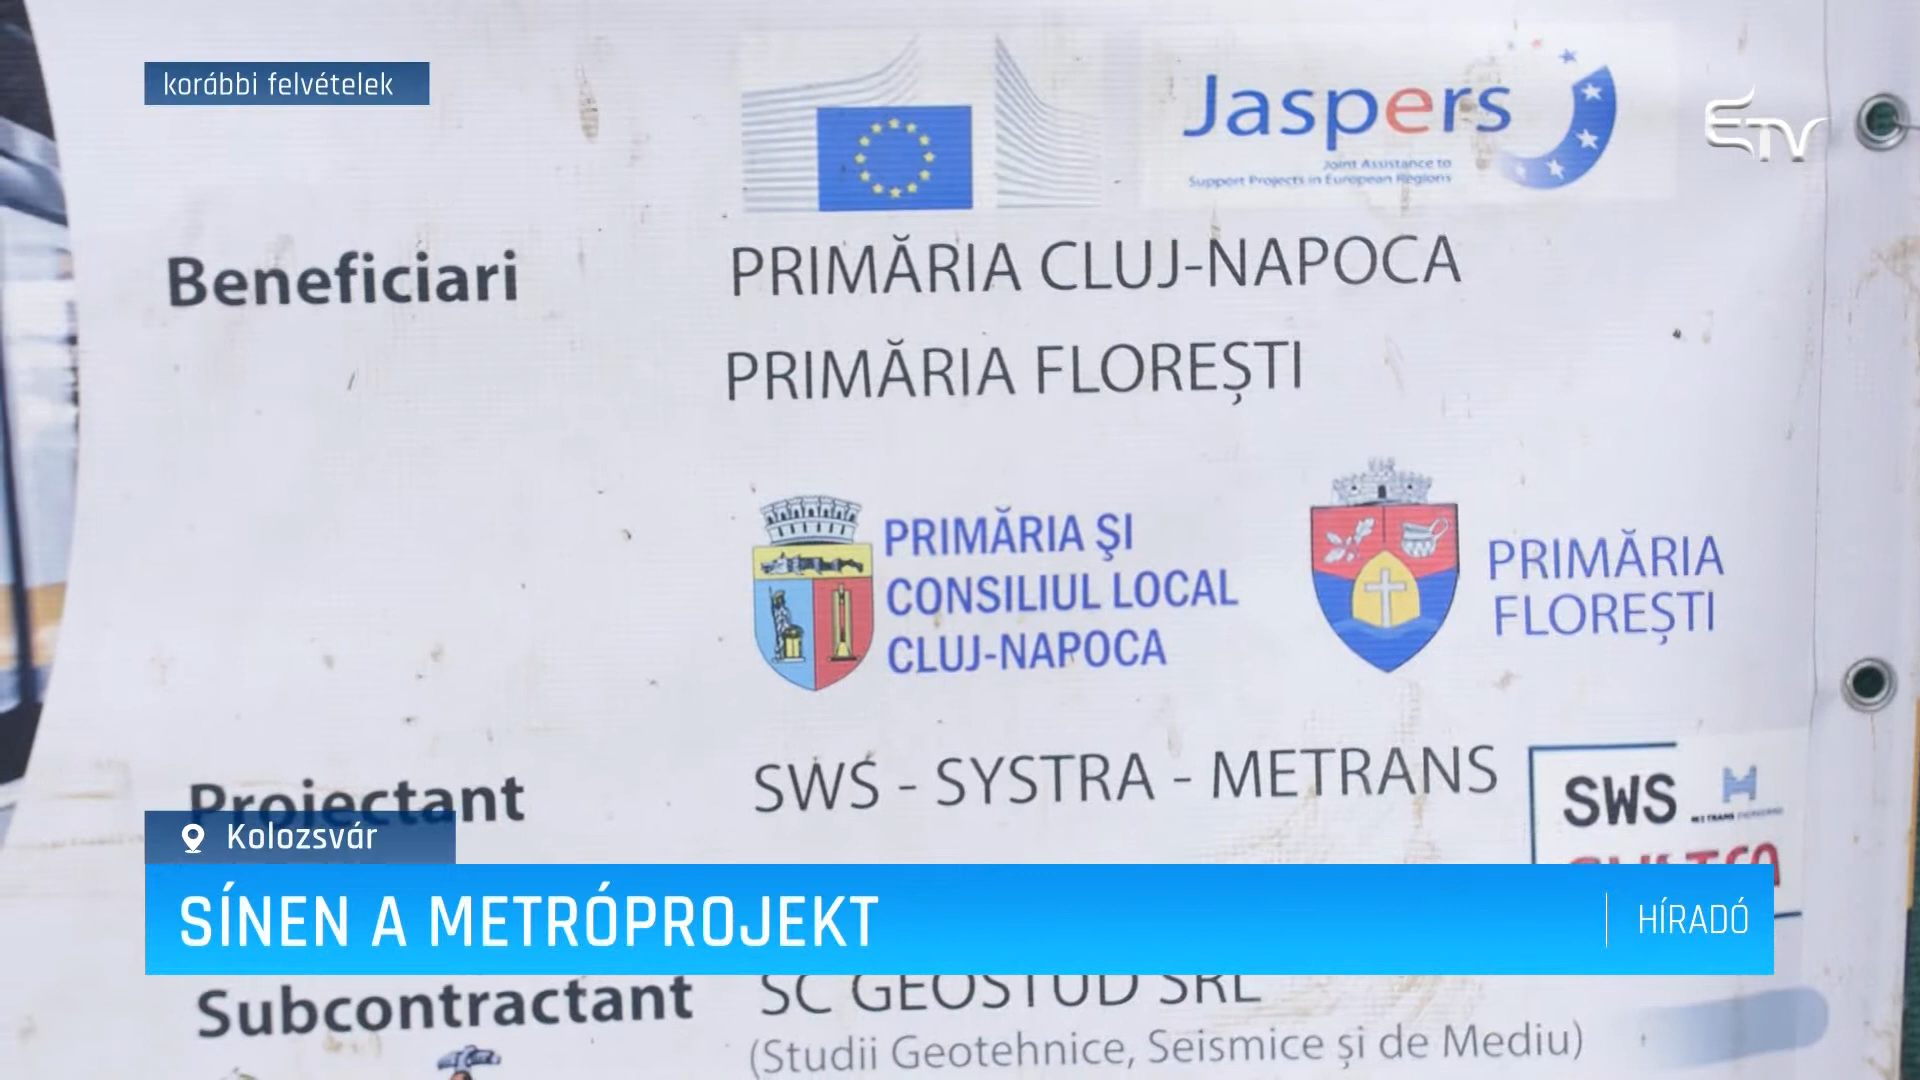 korábbi felvételek
Jaspers
Joint Assistance to
Support Projects in European Regions
ETV
Beneficiari
PRIMĂRIA CLUJ-NAPOCA
PRIMĂRIA FLOREȘTI
PRIMĂRIA ŞI
CONSILIUL LOCAL
CLUJ-NAPOCA
PRIMĂRIA
FLOREȘTI
Proiectant
SWS - SYSTRA - METRANS
SWS
Kolozsvár
SÍNEN A METRÓPROJEKT
HÍRADÓ
Subcontractant
SC GEOSTUD SRL
(Studii Geotehnice, Seismice și de Mediu)